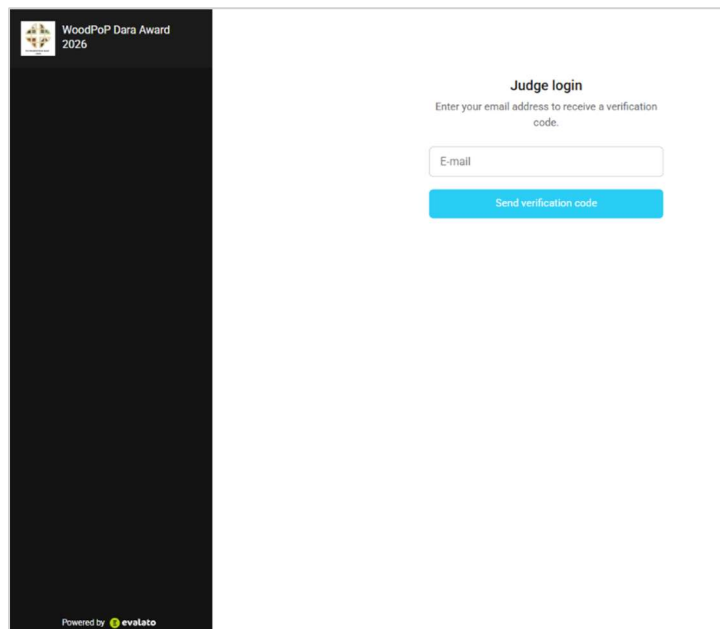 WoodPoP Dara Award
2026
Judge login
Enter your email address to receive a verification
code.
E-mail
Send verification code
Powered by evalato